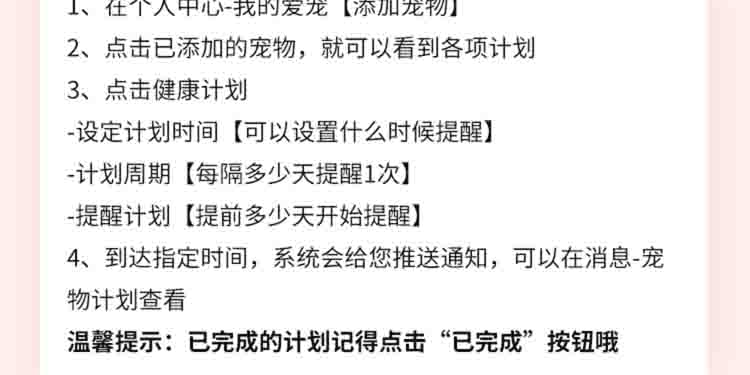 1、在个人中心-我的爱宠【添加宠物】
2、点击已添加的宠物，就可以看到各项计划
3、点击健康计划
-设定计划时间【可以设置什么时候提醒】
-计划周期【每隔多少天提醒1次】
-提醒计划【提前多少天开始提醒】
4、到达指定时间，系统会给您推送通知，可以在消息-宠
物计划查看
温馨提示：已完成的计划记得点击“已完成”按钮哦